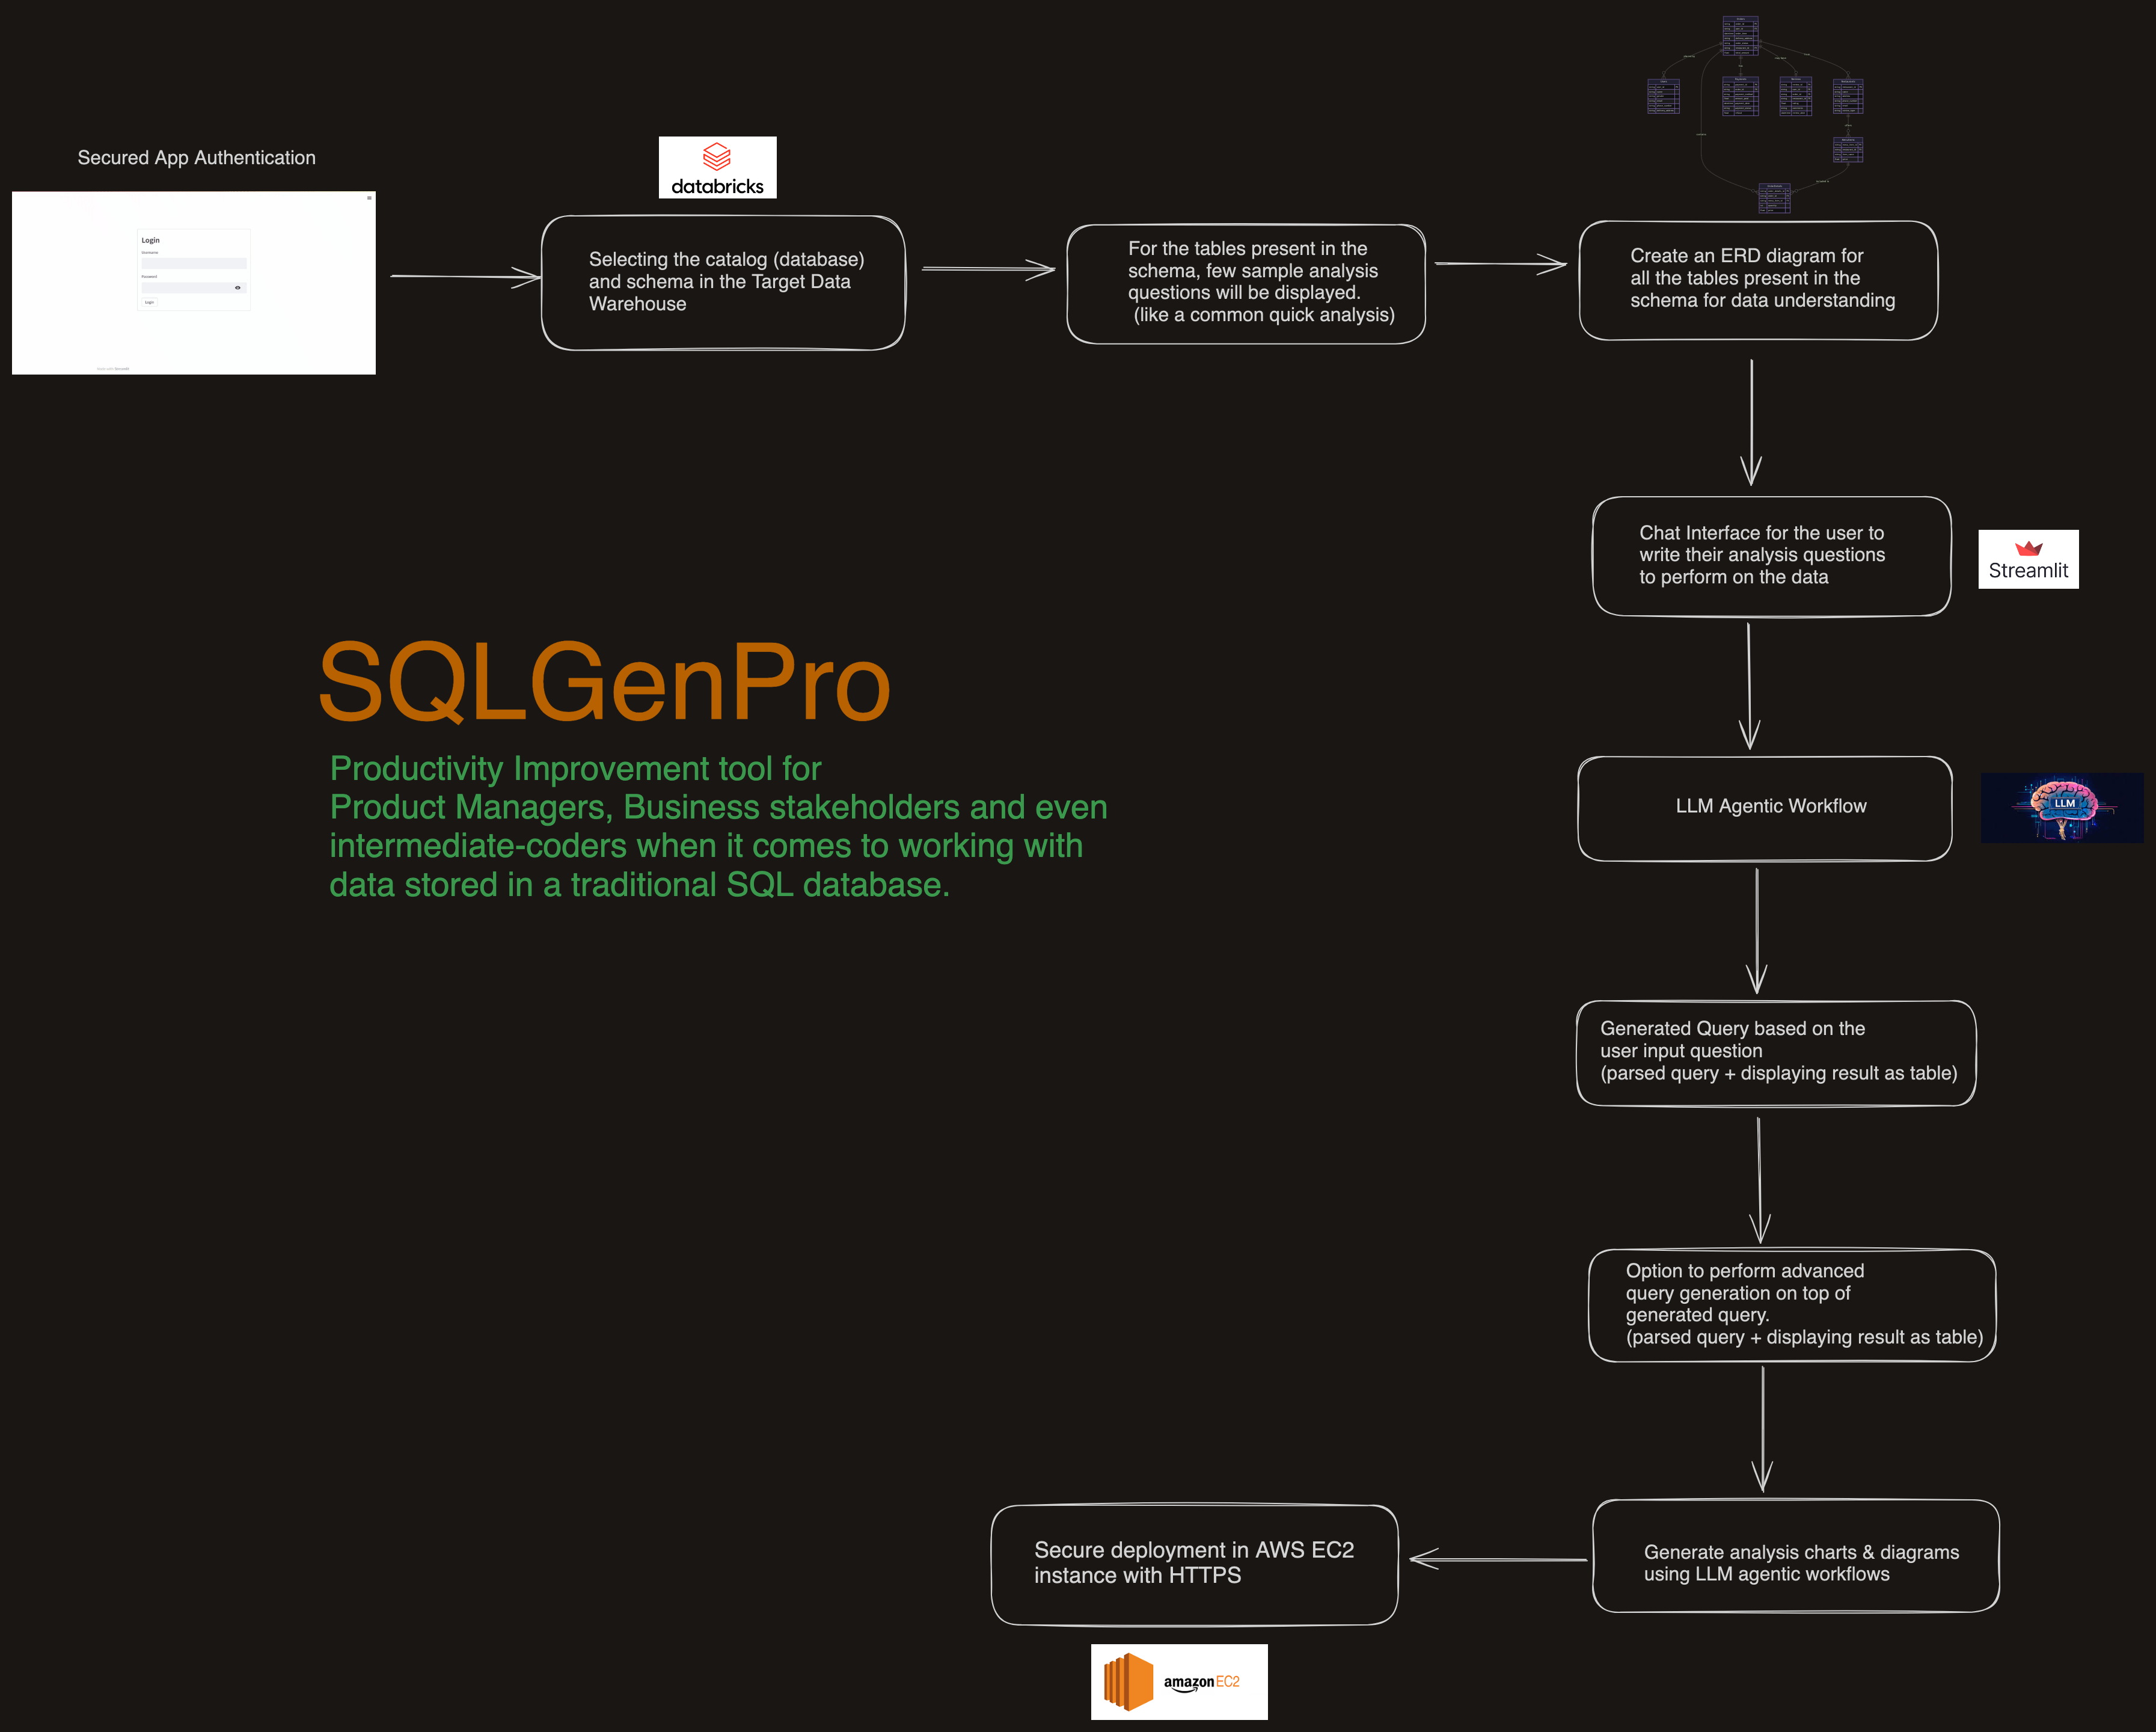 Secured App Authentication
Login
Username
Password
Login
Made with Streamlit
databricks
Selecting the catalog (database)
and schema in the Target Data
Warehouse
For the tables present in the
schema, few sample analysis
questions will be displayed.
(like a common quick analysis)
Create an ERD diagram for
all the tables present in the
schema for data understanding
Chat Interface for the user to
write their analysis questions
to perform on the data
Streamlit
SQLGenPro
Productivity Improvement tool for
Product Managers, Business stakeholders and even
intermediate-coders when it comes to working with
data stored in a traditional SQL database.
LLM Agentic Workflow
LLM
Generated Query based on the
user input question
(parsed query + displaying result as table)
Option to perform advanced
query generation on top of
generated query.
(parsed query + displaying result as table)
Generate analysis charts & diagrams
using LLM agentic workflows
Secure deployment in AWS EC2
instance with HTTPS
amazon EC2